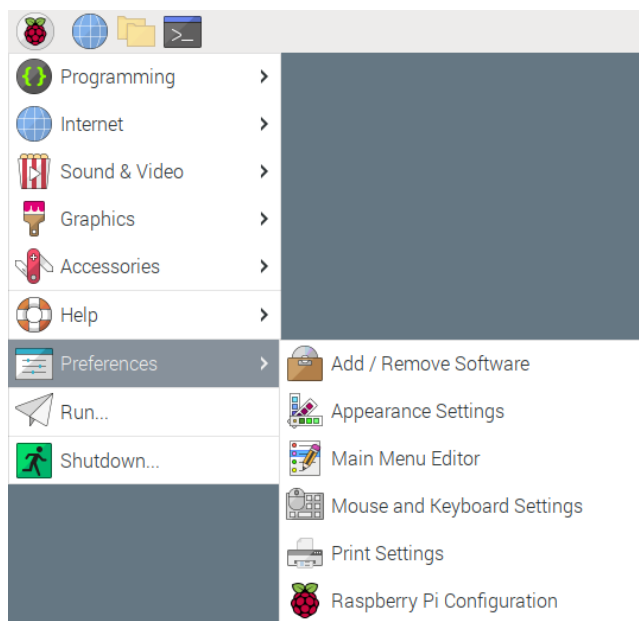 Programming
Internet
Sound & Video
Graphics
Accessories
Help
Preferences
Run...
Shutdown...
Add / Remove Software
Appearance Settings
Main Menu Editor
Mouse and Keyboard Settings
Print Settings
Raspberry Pi Configuration